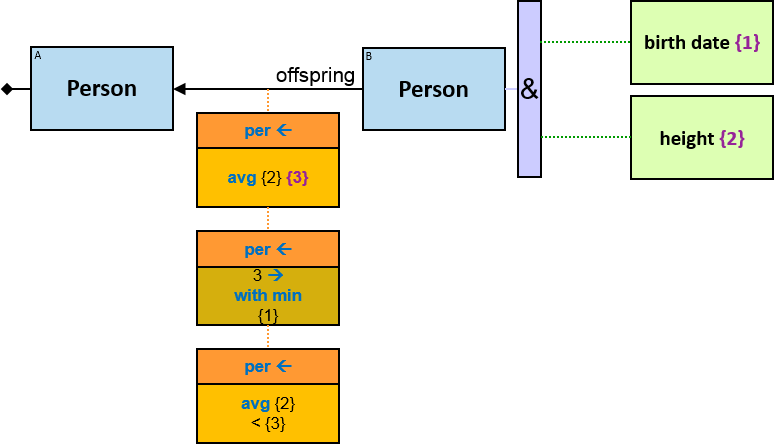 A
Person
offspring
B
Person
&
birth date {1}
height {2}
per ←
avg {2} {3}
per ←
3 →
with min
{1}
per ←
avg {2}
< {3}